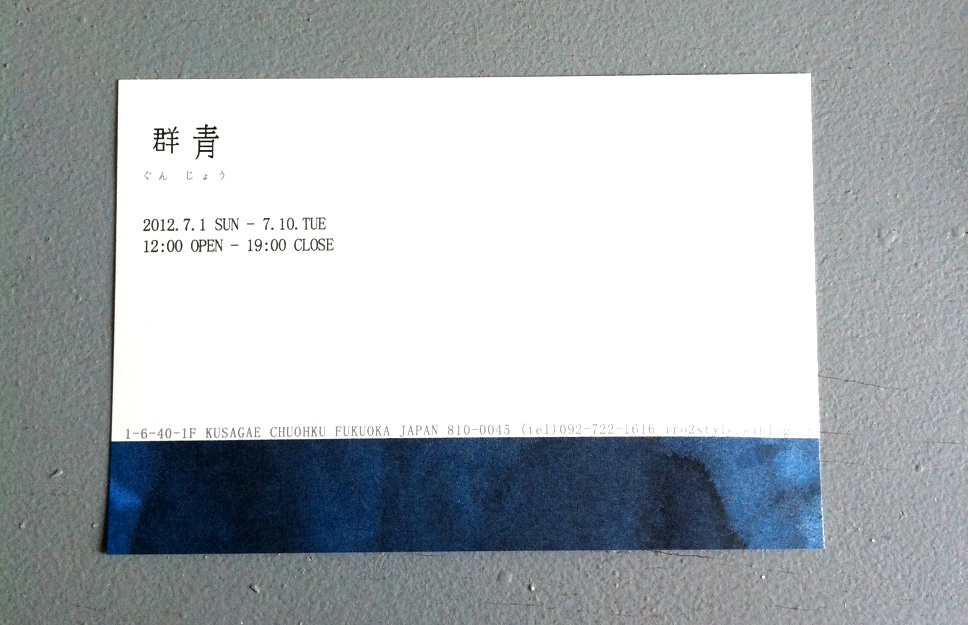 群青
ぐんじょう
2012.7.1 SUN - 7.10.TUE
12:00 OPEN - 19:00 CLOSE
1-6-40-1F KUSAGAE CHUOHKU FUKUOKA JAPAN 810-0045 (tel)092-722-1616